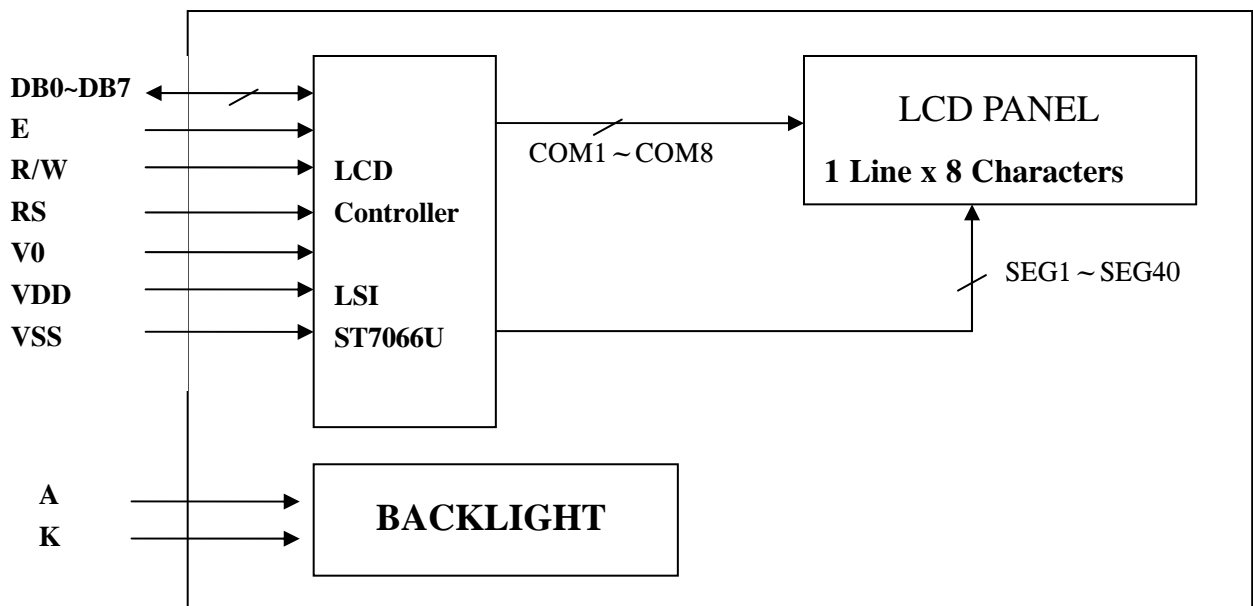 DB0~DB7
E
R/W
RS
V0
VDD
VSS
LCD
Controller
LSI
ST7066U
COM1~COM8
LCD PANEL
1 Line x 8 Characters
SEG1~SEG40
A
K
BACKLIGHT